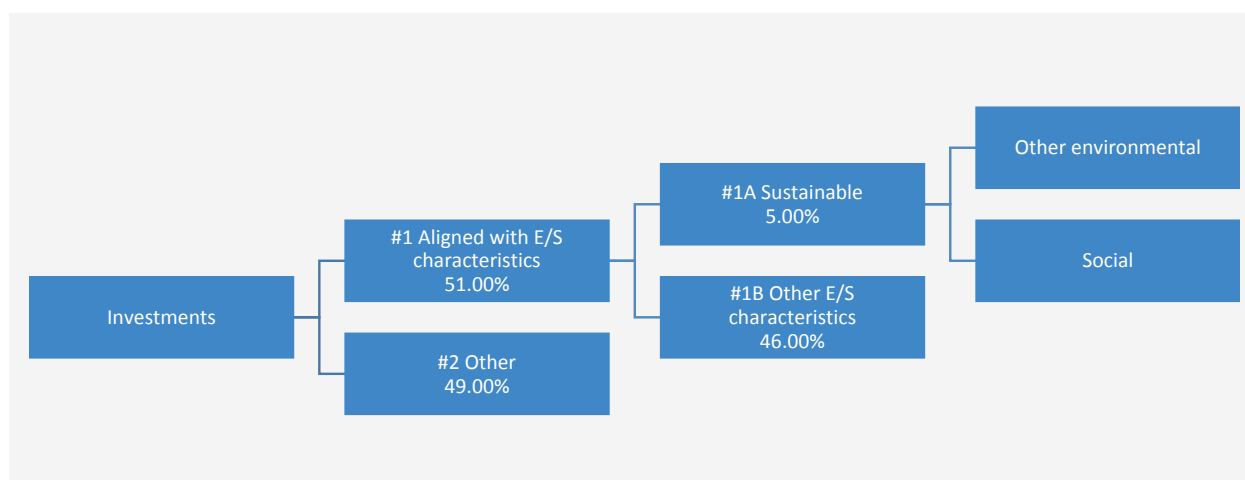 Investments
#1 Aligned with E/S
characteristics
51.00%
#2 Other
49.00%
#1A Sustainable
5.00%
#1B Other E/S
characteristics
46.00%
Other environmental
Social